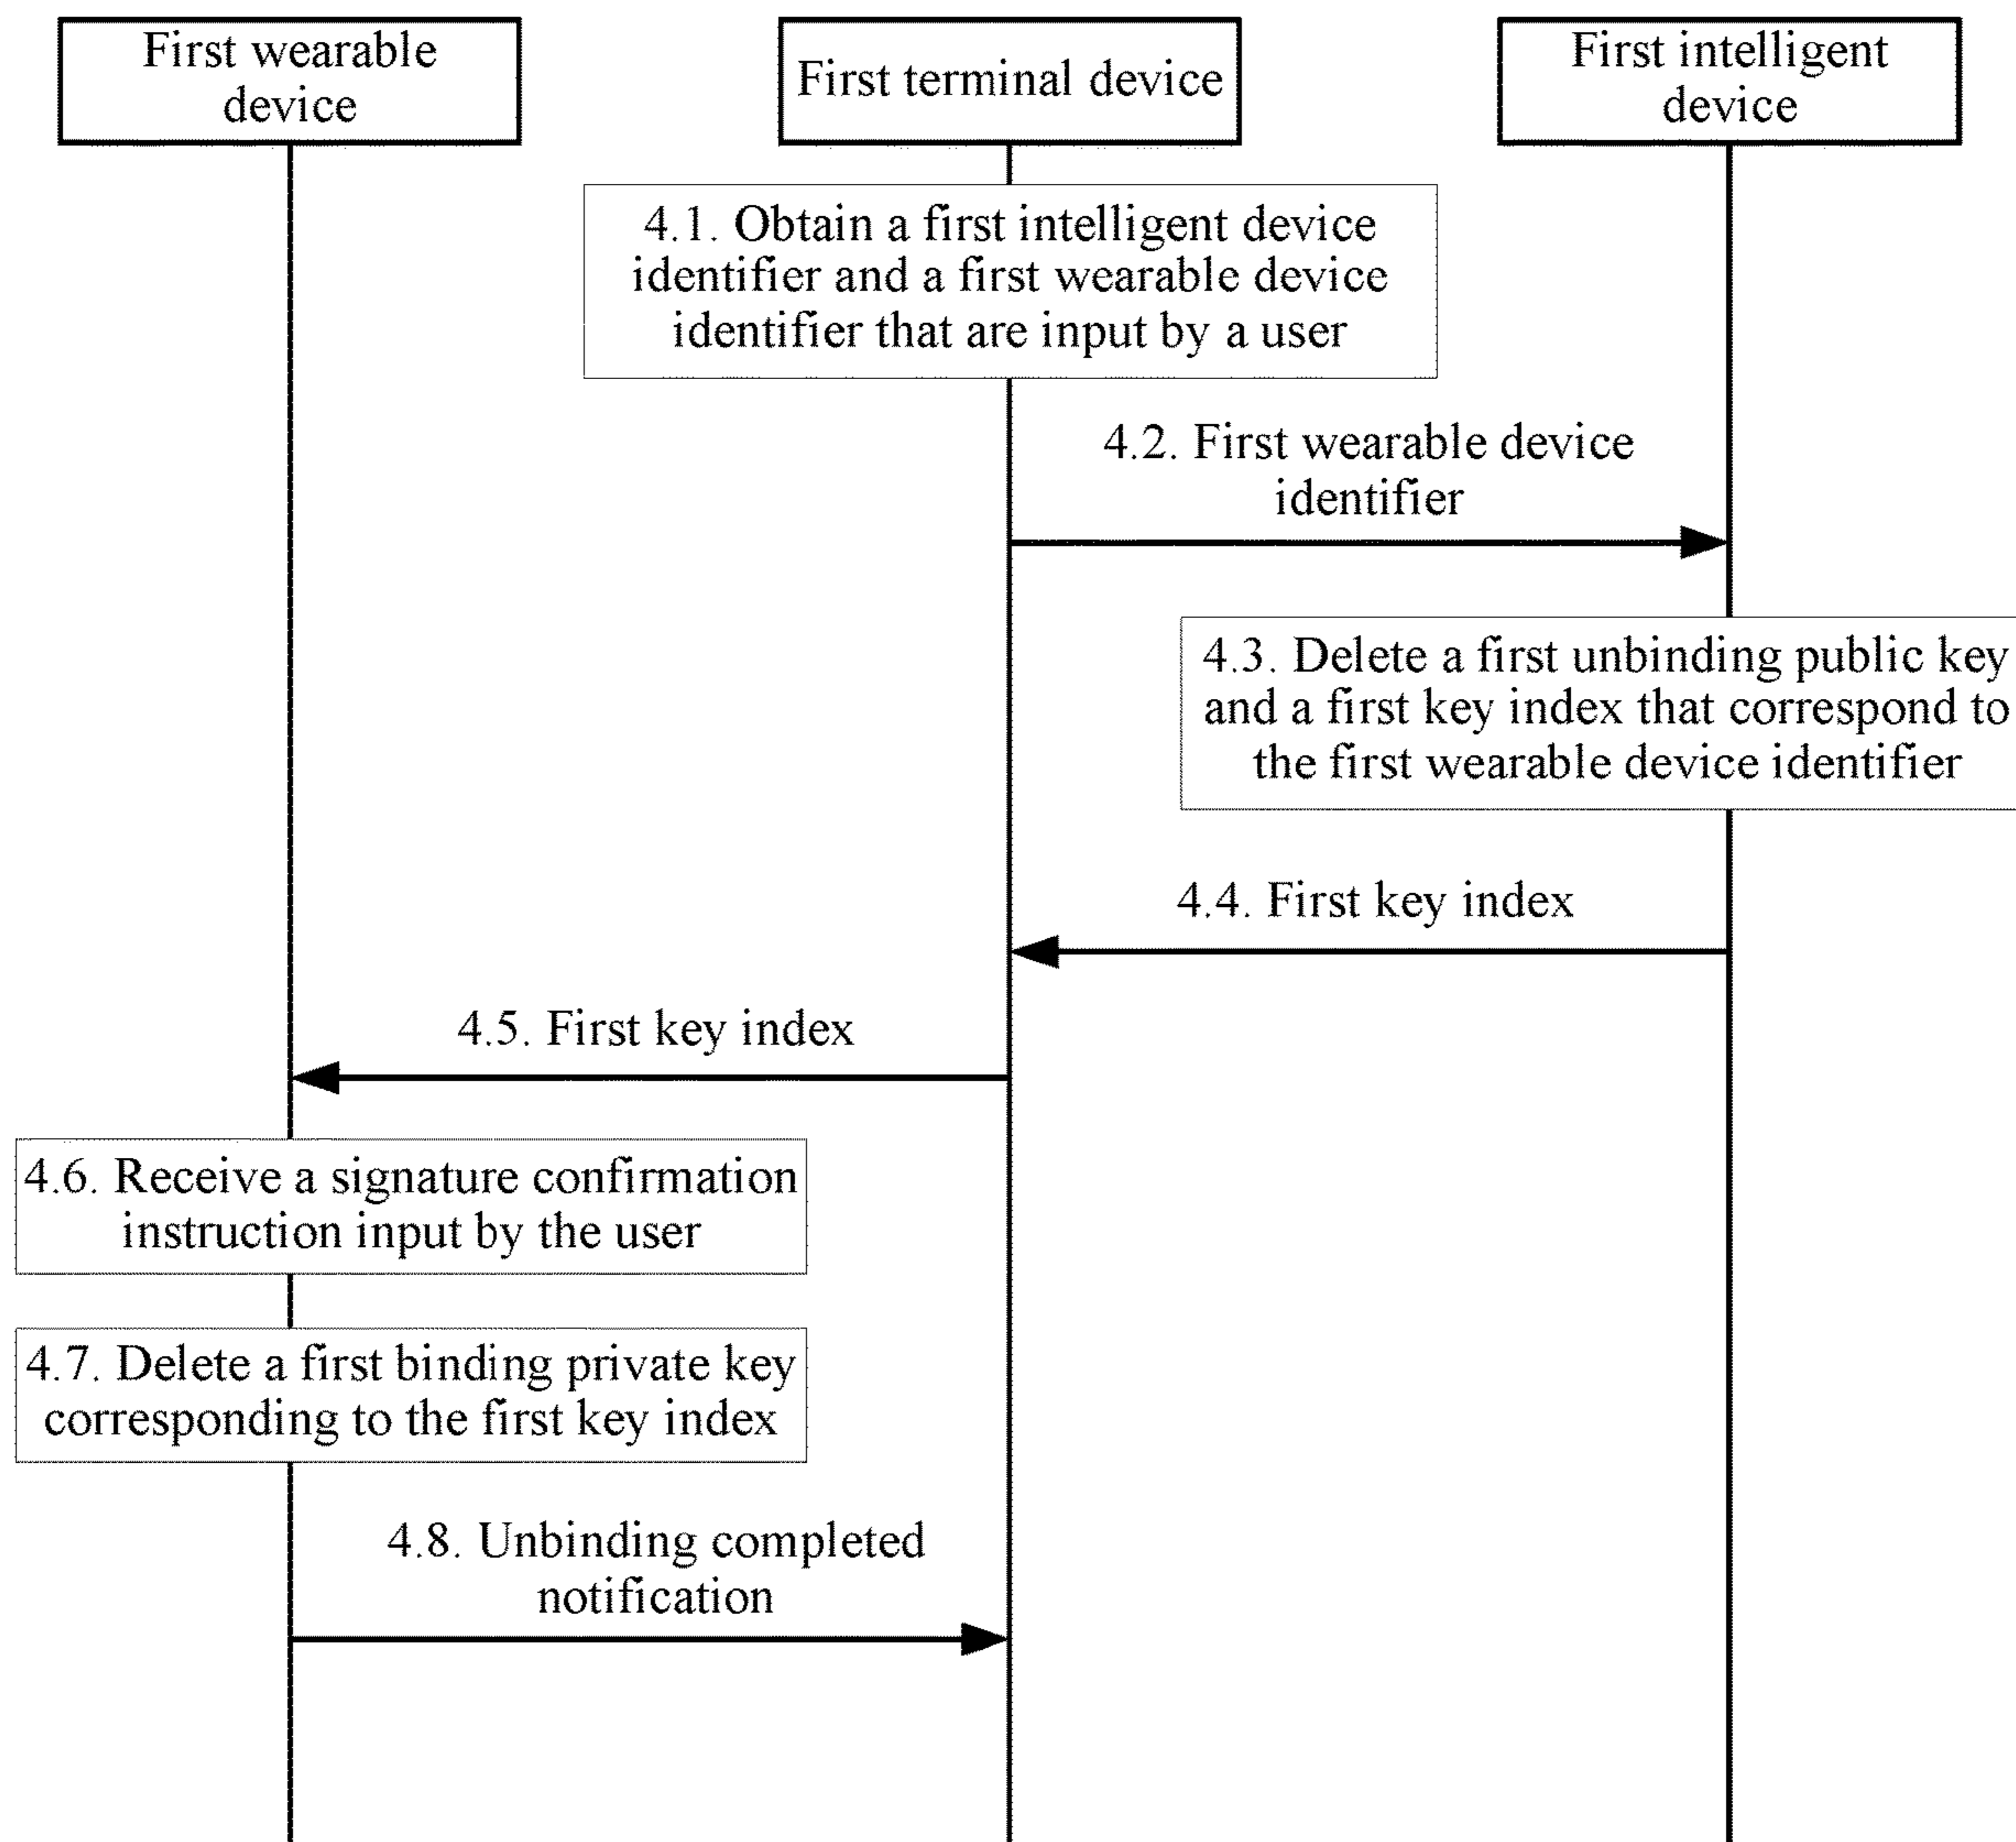 First wearable
device
First terminal device
First intelligent
device
4.1. Obtain a first intelligent device
identifier and a first wearable device
identifier that are input by a user
4.2. First wearable device
identifier
4.3. Delete a first unbinding public key
and a first key index that correspond to
the first wearable device identifier
4.4. First key index
4.5. First key index
4.6. Receive a signature confirmation
instruction input by the user
4.7. Delete a first binding private key
corresponding to the first key index
4.8. Unbinding completed
notification